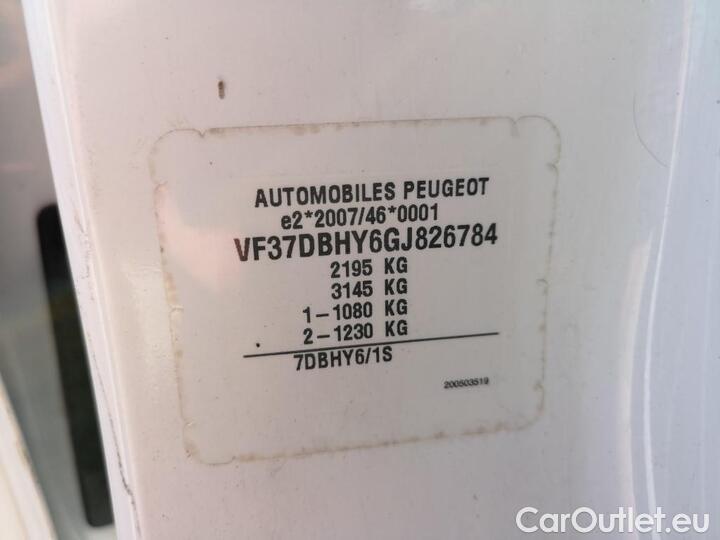 AUTOMOBILES PEUGEOT
e2*2007/46*0001
VF37DBHY6GJ826784
2195 KG
3145 KG
1-1080 KG
2-1230 KG
7DBHY6/1S
200503519
CarOutlet.eu